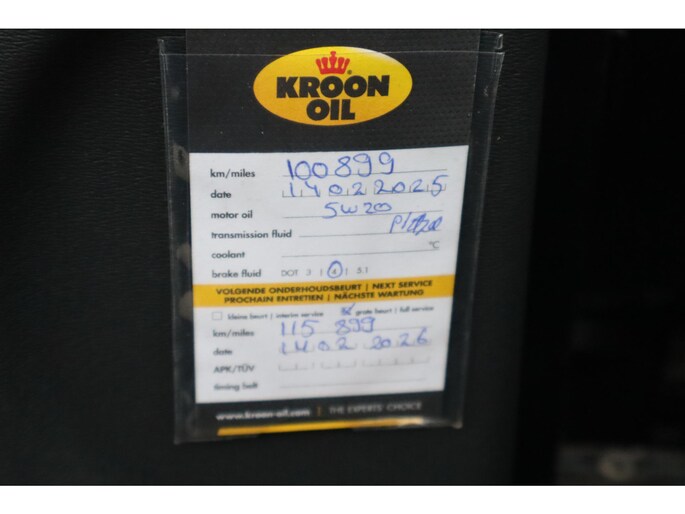 KROON
OIL
km/miles 100899
date 14 02 2025
motor oil 5W20
transmission fluid
coolant °C
brake fluid DOT 3 | 4 | 5.1
VOLGENDE ONDERHOUDSBEURT | NEXT SERVICE
PROCHAIN ENTRETIEN | NÄCHSTE WARTUNG
kleine beurt | interim service grote beurt | full service
km/miles 115 899
date 14 02 2026
APK/TÜV
timing belt
www.kroon-oil.com | THE EXPERTS' CHOICE